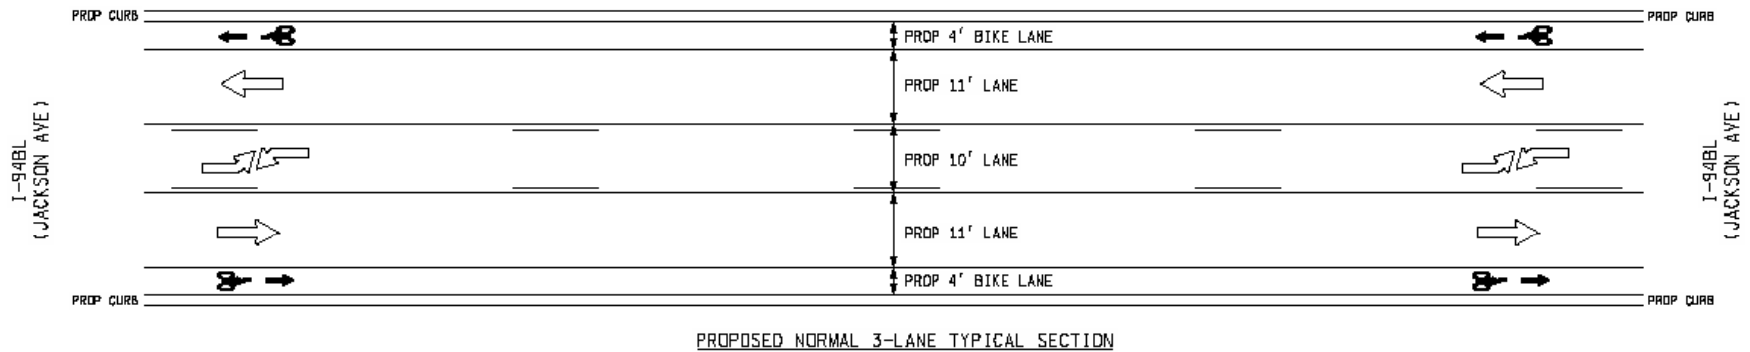 PROP CURB
PROP CURB
PROP 4' BIKE LANE
PROP 11' LANE
I-94BL
(JACKSON AVE)
PROP 10' LANE
I-94BL
(JACKSON AVE)
PROP 11' LANE
PROP 4' BIKE LANE
PROP CURB
PROP CURB
PROPOSED NORMAL 3-LANE TYPICAL SECTION